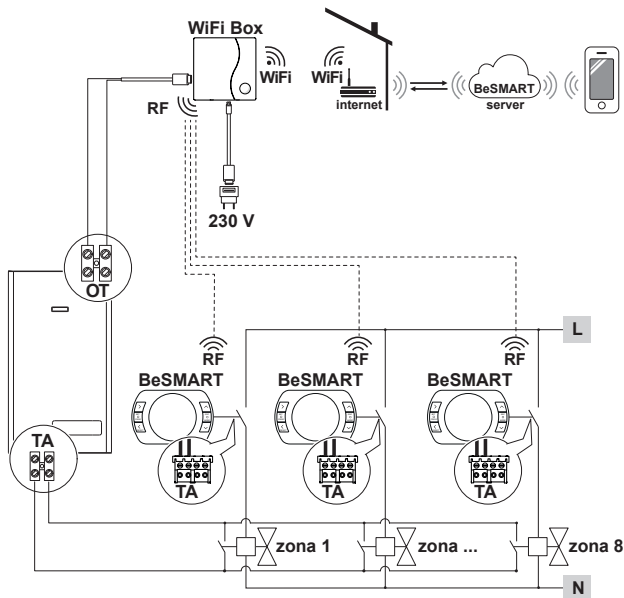 WiFi Box
WiFi
WiFi
RF
internet
BeSMART
server
230 V
OT
L
RF
RF
RF
BeSMART
BeSMART
BeSMART
TA
TA
TA
TA
zona 1
zona ...
zona 8
N